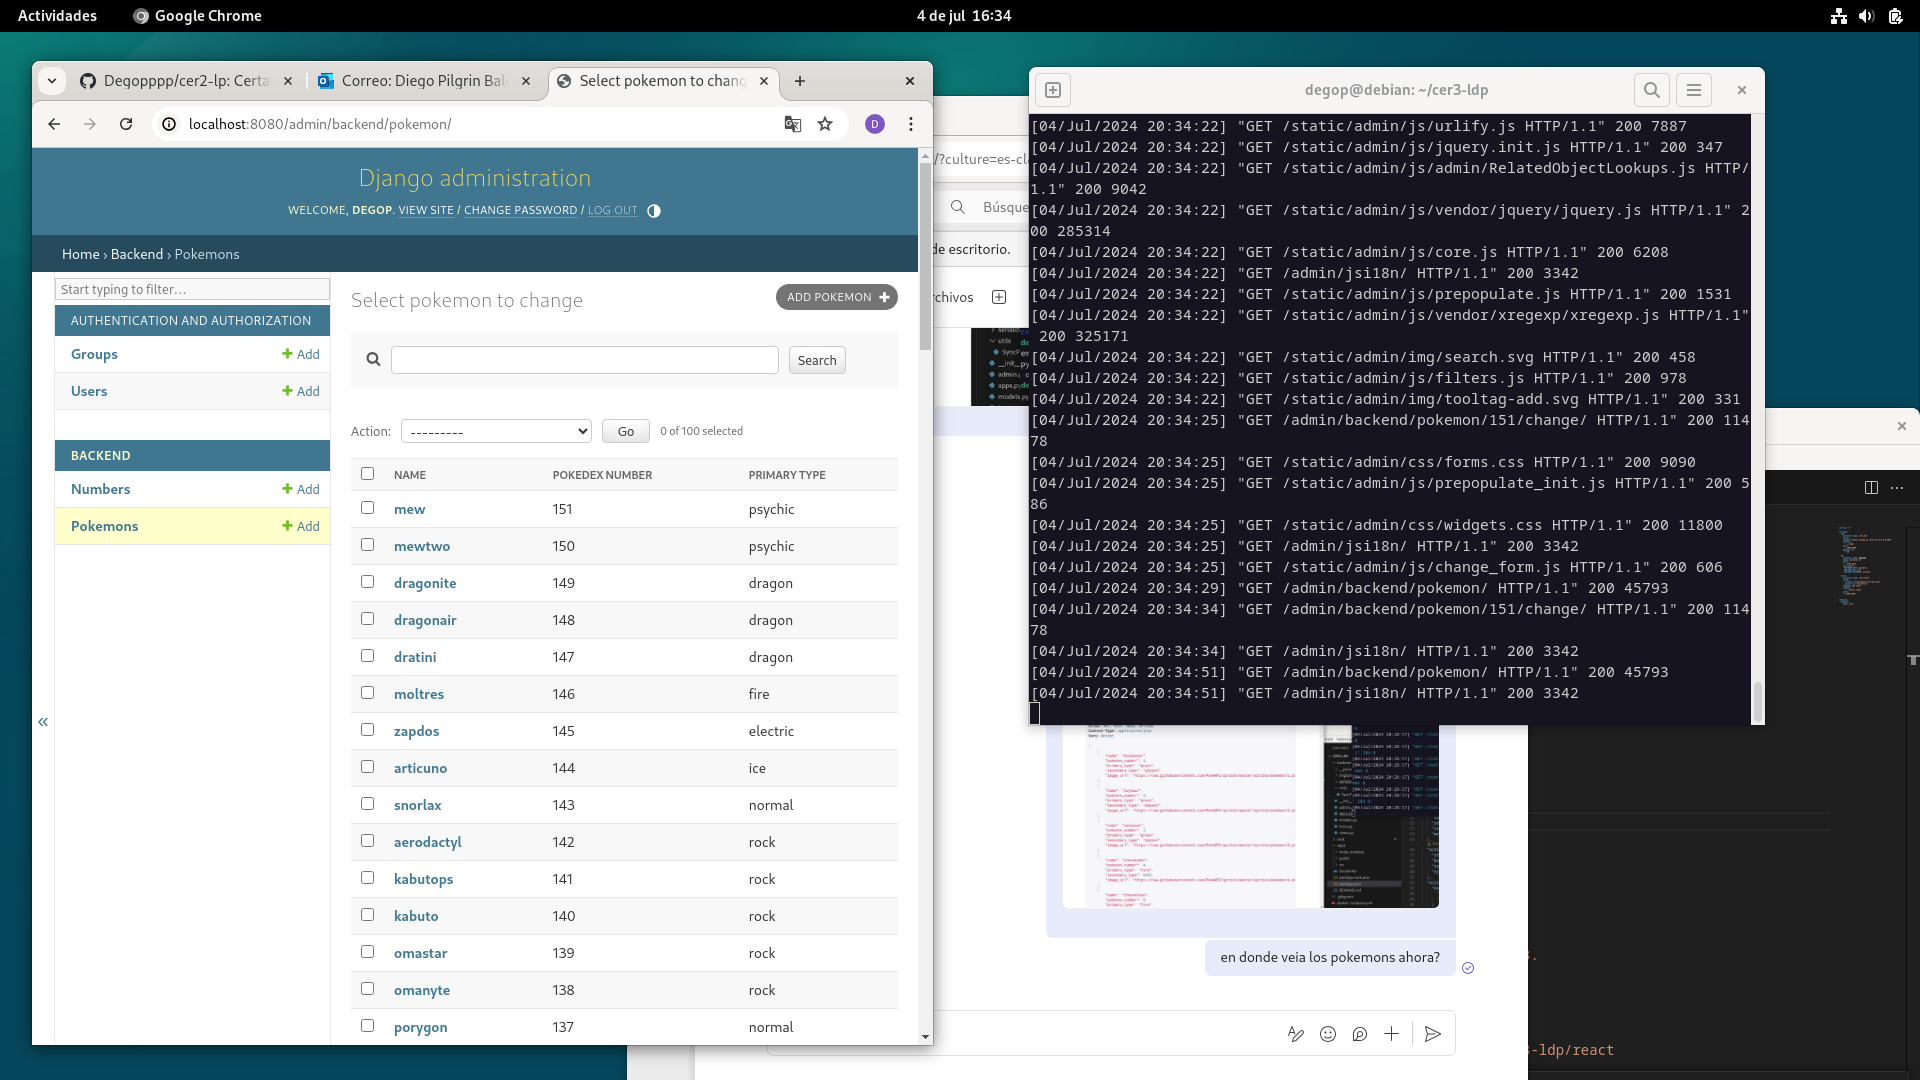 Actividades
Google Chrome
4 de jul 16:34
Degopppp/cer2-lp: Certa
Correo: Diego Pilgrin Balc
Select pokemon to chang
localhost:8080/admin/backend/pokemon/
D
Django administration
WELCOME, DEGOP. VIEW SITE / CHANGE PASSWORD / LOG OUT
Home › Backend › Pokemons
Start typing to filter…
AUTHENTICATION AND AUTHORIZATION
Groups
Add
Users
Add
BACKEND
Numbers
Add
Pokemons
Add
«
Select pokemon to change
ADD POKEMON
Search
Action:
---------
Go
0 of 100 selected
NAME POKEDEX NUMBER PRIMARY TYPE
mew 151 psychic
mewtwo 150 psychic
dragonite 149 dragon
dragonair 148 dragon
dratini 147 dragon
moltres 146 fire
zapdos 145 electric
articuno 144 ice
snorlax 143 normal
aerodactyl 142 rock
kabutops 141 rock
kabuto 140 rock
omastar 139 rock
omanyte 138 rock
porygon 137 normal
/?culture=es-cl
Búsque
de escritorio.
chivos
utils
__init__.py
admin.
apps.py
models.py
degop@debian: ~/cer3-ldp
[04/Jul/2024 20:34:22] "GET /static/admin/js/urlify.js HTTP/1.1" 200 7887
[04/Jul/2024 20:34:22] "GET /static/admin/js/jquery.init.js HTTP/1.1" 200 347
[04/Jul/2024 20:34:22] "GET /static/admin/js/admin/RelatedObjectLookups.js HTTP/
1.1" 200 9042
[04/Jul/2024 20:34:22] "GET /static/admin/js/vendor/jquery/jquery.js HTTP/1.1" 2
00 285314
[04/Jul/2024 20:34:22] "GET /static/admin/js/core.js HTTP/1.1" 200 6208
[04/Jul/2024 20:34:22] "GET /admin/jsi18n/ HTTP/1.1" 200 3342
[04/Jul/2024 20:34:22] "GET /static/admin/js/prepopulate.js HTTP/1.1" 200 1531
[04/Jul/2024 20:34:22] "GET /static/admin/js/vendor/xregexp/xregexp.js HTTP/1.1"
200 325171
[04/Jul/2024 20:34:22] "GET /static/admin/img/search.svg HTTP/1.1" 200 458
[04/Jul/2024 20:34:22] "GET /static/admin/js/filters.js HTTP/1.1" 200 978
[04/Jul/2024 20:34:22] "GET /static/admin/img/tooltag-add.svg HTTP/1.1" 200 331
[04/Jul/2024 20:34:25] "GET /admin/backend/pokemon/151/change/ HTTP/1.1" 200 114
78
[04/Jul/2024 20:34:25] "GET /static/admin/css/forms.css HTTP/1.1" 200 9090
[04/Jul/2024 20:34:25] "GET /static/admin/js/prepopulate_init.js HTTP/1.1" 200 5
86
[04/Jul/2024 20:34:25] "GET /static/admin/css/widgets.css HTTP/1.1" 200 11800
[04/Jul/2024 20:34:25] "GET /admin/jsi18n/ HTTP/1.1" 200 3342
[04/Jul/2024 20:34:25] "GET /static/admin/js/change_form.js HTTP/1.1" 200 606
[04/Jul/2024 20:34:29] "GET /admin/backend/pokemon/ HTTP/1.1" 200 45793
[04/Jul/2024 20:34:34] "GET /admin/backend/pokemon/151/change/ HTTP/1.1" 200 114
78
[04/Jul/2024 20:34:34] "GET /admin/jsi18n/ HTTP/1.1" 200 3342
[04/Jul/2024 20:34:51] "GET /admin/backend/pokemon/ HTTP/1.1" 200 45793
[04/Jul/2024 20:34:51] "GET /admin/jsi18n/ HTTP/1.1" 200 3342
en donde veia los pokemons ahora?
-ldp/react